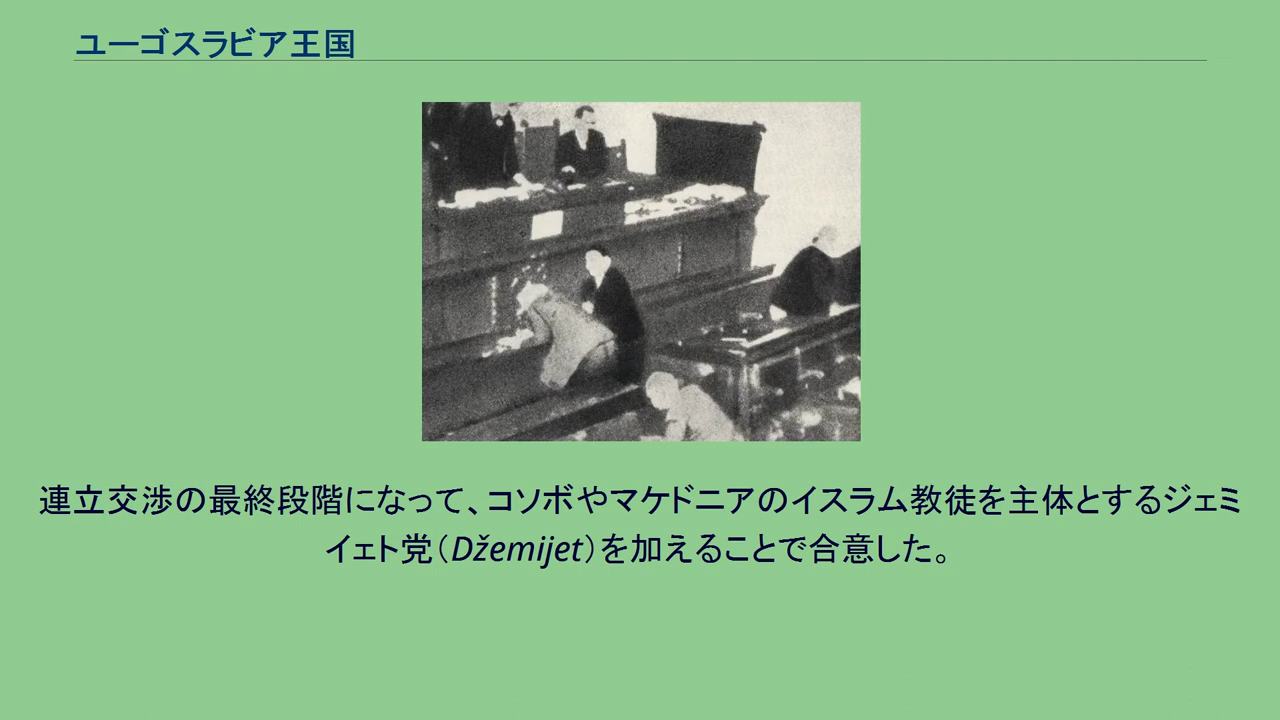 ユーゴスラビア王国
連立交渉の最終段階になって、コソボやマケドニアのイスラム教徒を主体とするジェミ
イェト党（Džemijet）を加えることで合意した。